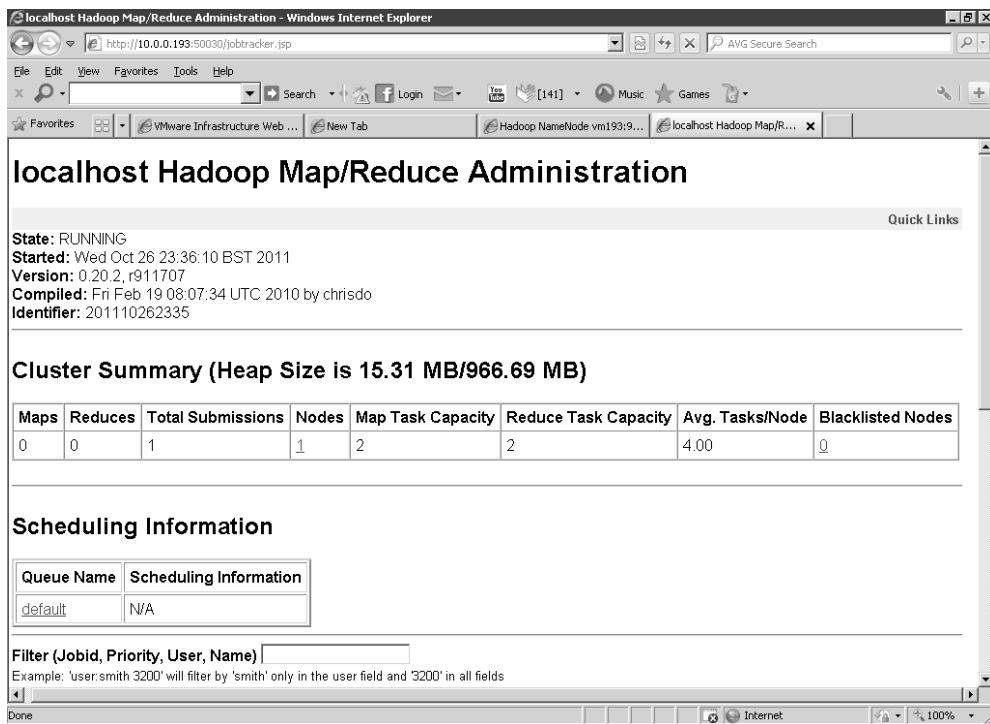 localhost Hadoop Map/Reduce Administration - Windows Internet Explorer
http://10.0.0.193:50030/jobtracker.jsp
AVG Secure Search
File Edit View Favorites Tools Help
Search
Login
You Tube
[141]
Music
Games
Favorites
VMware Infrastructure Web ...
New Tab
Hadoop NameNode vm193:9...
localhost Hadoop Map/R...
localhost Hadoop Map/Reduce Administration
Quick Links
State: RUNNING
Started: Wed Oct 26 23:36:10 BST 2011
Version: 0.20.2, r911707
Compiled: Fri Feb 19 08:07:34 UTC 2010 by chrisdo
Identifier: 201110262335
Cluster Summary (Heap Size is 15.31 MB/966.69 MB)
Maps Reduces Total Submissions Nodes Map Task Capacity Reduce Task Capacity Avg. Tasks/Node Blacklisted Nodes
0 0 1 1 2 2 4.00 0
Scheduling Information
Queue Name Scheduling Information
default N/A
Filter (Jobid, Priority, User, Name)
Example: 'user:smith 3200' will filter by 'smith' only in the user field and '3200' in all fields
Done
Internet
100%